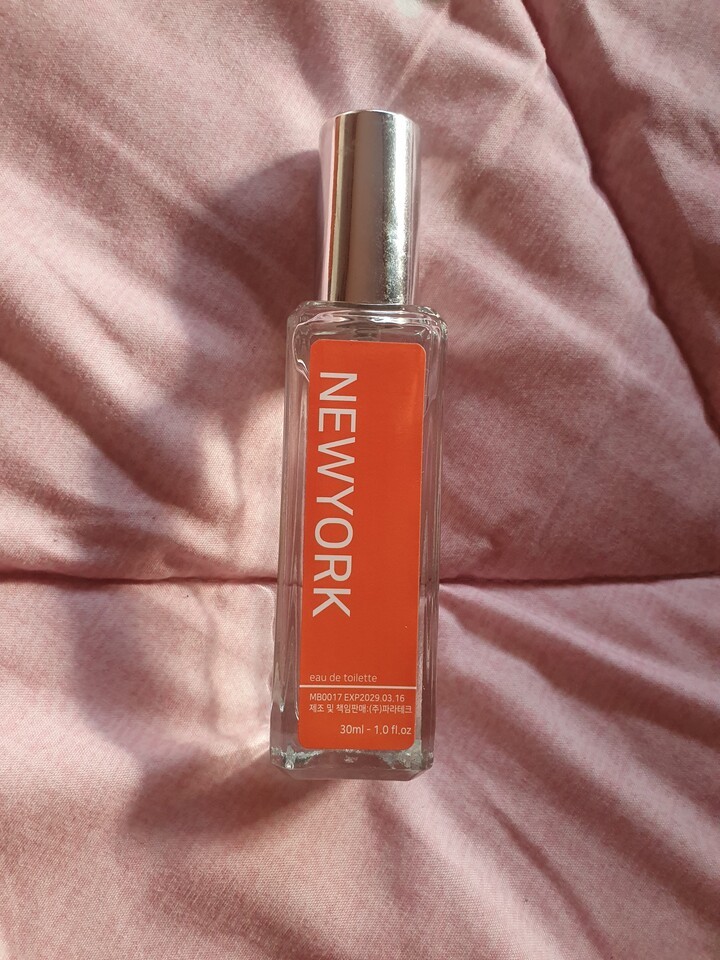 NEWYORK
eau de toilette
MB0017 EXP2029.03.16
제조 및 책임판매:(주)파라테크
30ml - 1.0 fl.oz